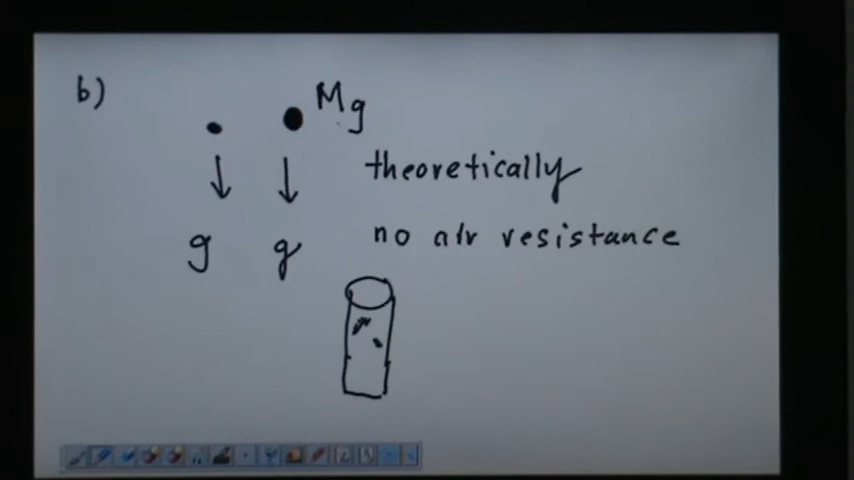 b)
Mg
theoretically
g g no air resistance